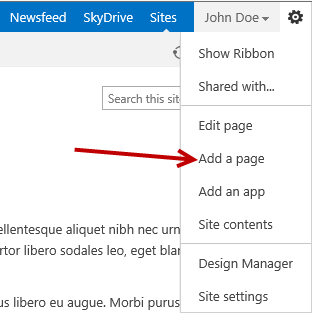 Newsfeed SkyDrive Sites John Doe
Show Ribbon
Shared with...
Search this sit
Edit page
Add a page
Add an app
Site contents
ellentesque aliquet nibh nec urn
rtor libero sodales leo, eget blar
Design Manager
us libero eu augue. Morbi purus
Site settings